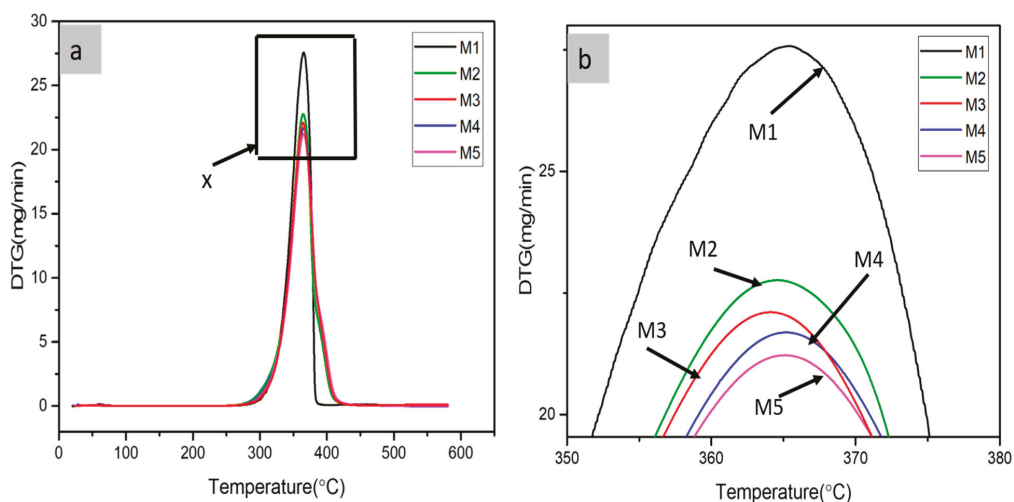 a
30
25
20
15
10
5
0
DTG(mg/min)
0 100 200 300 400 500 600
Temperature(°C)
X
M1
M2
M3
M4
M5
b
25
20
DTG(mg/min)
350 360 370 380
Temperature(°C)
M1
M2
M3
M4
M5
M1
M2
M4
M3
M5